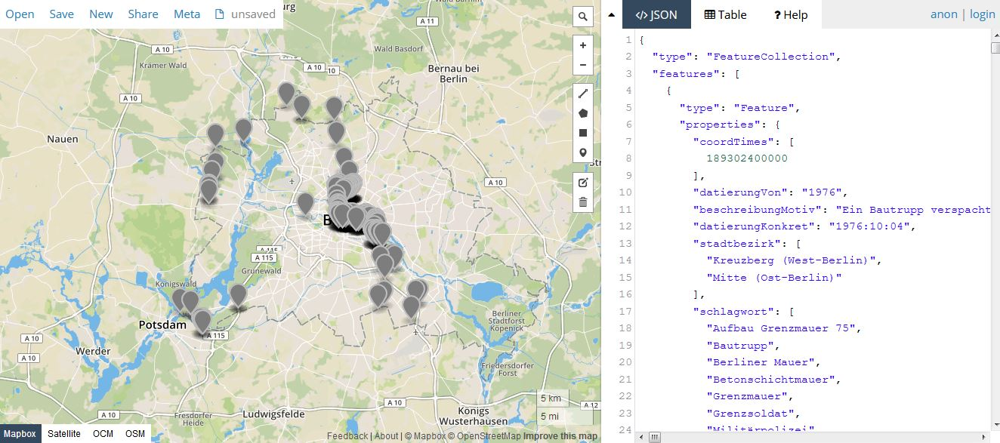 Open Save New Share Meta unsaved
JSON Table ? Help anon | login
A 11
A 10
Wald Basdorf
Krämer Wald
A 10
10
Bernau bei
Berlin
A 10
Nauen
A 10
A 115
Grunewald
Königswald
Potsdam
A 115
Berliner
Stadtforst
Köpenick
A 10
Werder
A 10
Friedersdorfer
Forst
5 km
A 10
A 12
A 10
Fresdorfer
Heide
Ludwigsfelde
Königs
Wusterhausen
5 mi
Mapbox Satellite OCM OSM
Feedback | About | © Mapbox © OpenStreetMap Improve this map
1 {
2 "type": "FeatureCollection",
3 "features": [
4 {
5 "type": "Feature",
6 "properties": {
7 "coordTimes": [
8 189302400000
9 ],
10 "datierungVon": "1976",
11 "beschreibungMotiv": "Ein Bautrupp verspacht
12 "datierungKonkret": "1976:10:04",
13 "stadtbezirk": [
14 "Kreuzberg (West-Berlin)",
15 "Mitte (Ost-Berlin)"
16 ],
17 "schlagwort": [
18 "Aufbau Grenzmauer 75",
19 "Bautrupp",
20 "Berliner Mauer",
21 "Betonschichtmauer",
22 "Grenzmauer",
23 "Grenzsoldat",
24 "Militärpolizei"